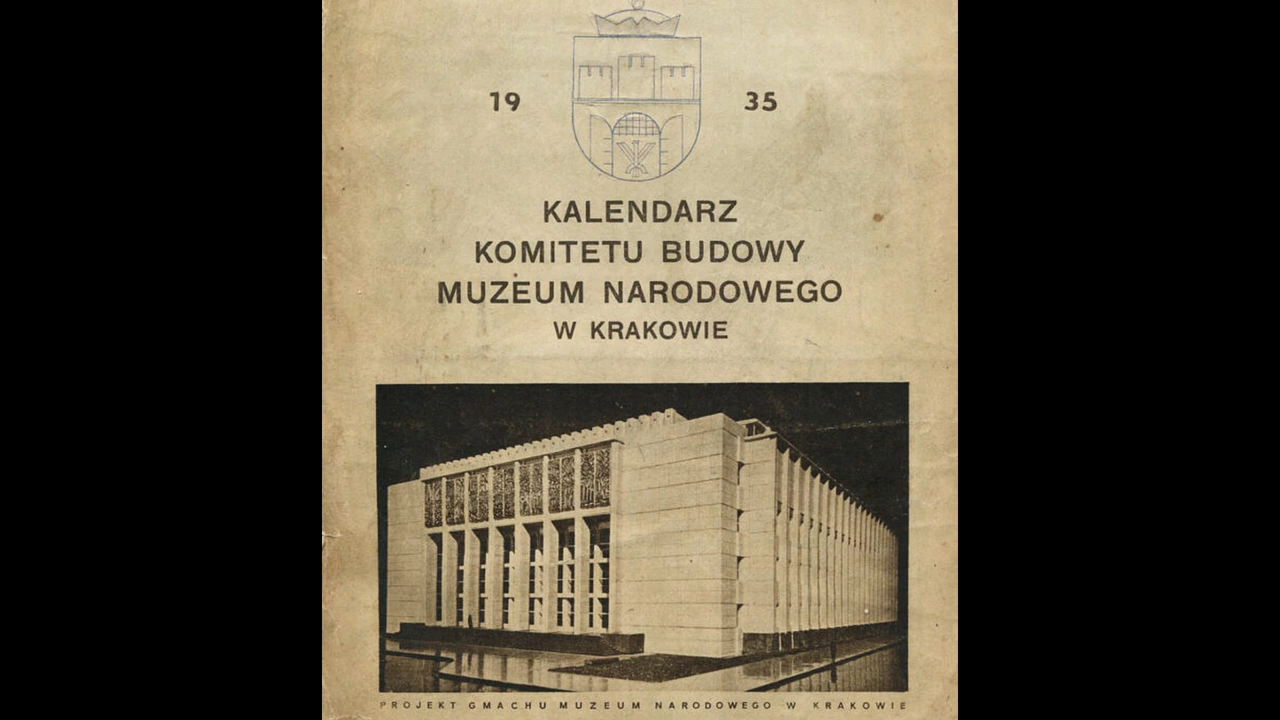 19 35
KALENDARZ
KOMITETU BUDOWY
MUZEUM NARODOWEGO
W KRAKOWIE
PROJEKT GMACHU MUZEUM NARODOWEGO W KRAKOWIE